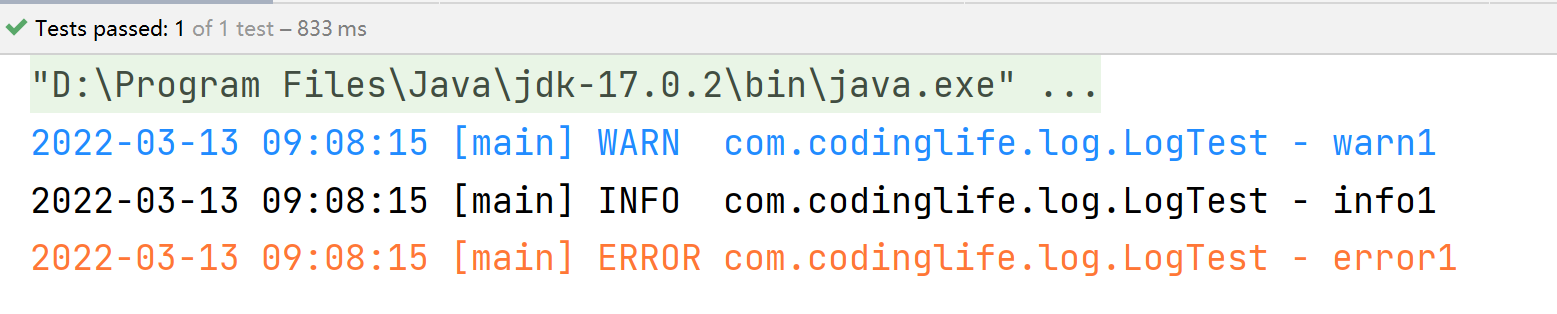 Tests passed: 1 of 1 test – 833 ms
"D:\Program Files\Java\jdk-17.0.2\bin\java.exe" ...
2022-03-13 09:08:15 [main] WARN  com.codinglife.log.LogTest - warn1
2022-03-13 09:08:15 [main] INFO  com.codinglife.log.LogTest - info1
2022-03-13 09:08:15 [main] ERROR com.codinglife.log.LogTest - error1